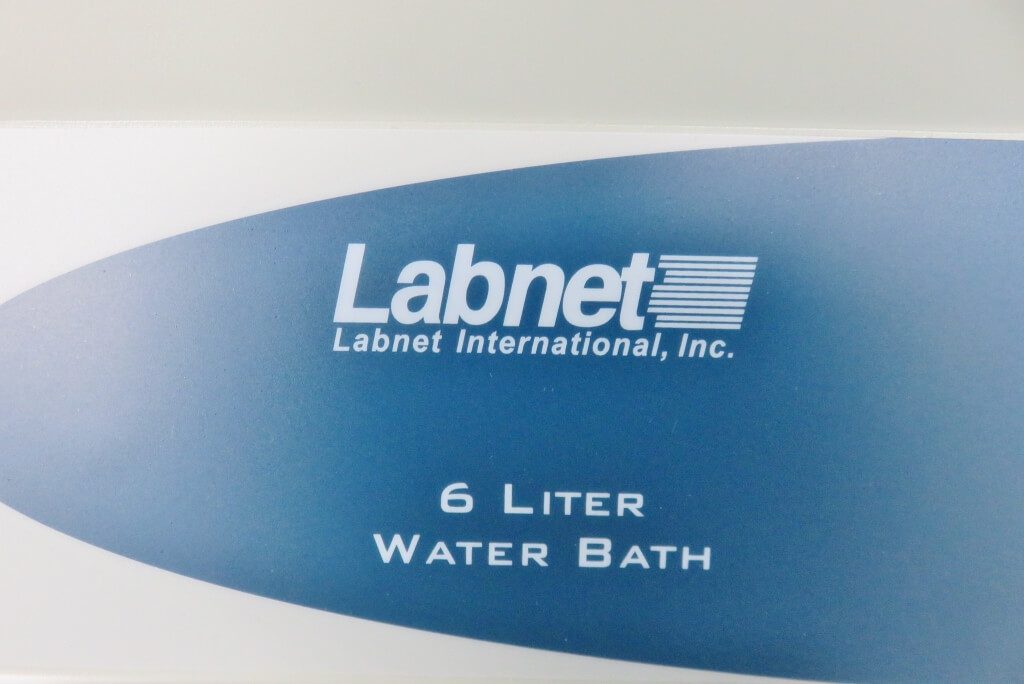 Labnet
Labnet International, Inc.
6 LITER
WATER BATH